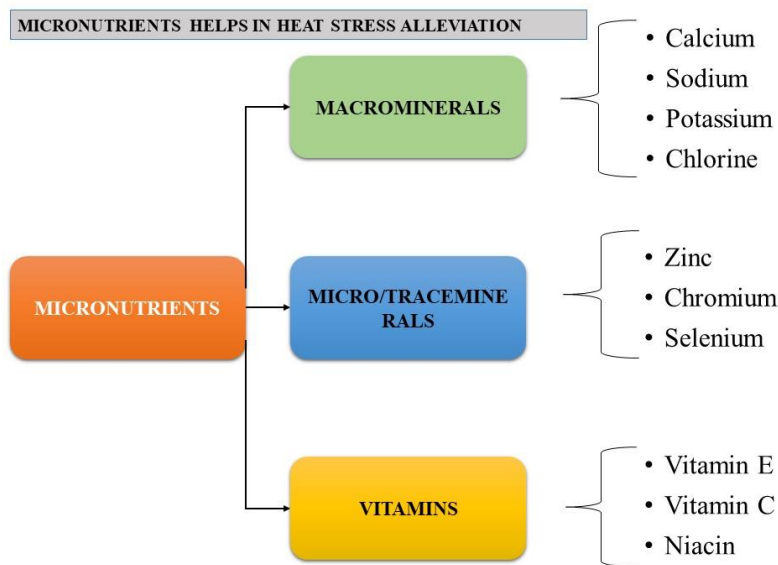 MICRONUTRIENTS HELPS IN HEAT STRESS ALLEVIATION
MACROMINERALS
• Calcium
• Sodium
• Potassium
• Chlorine
MICRONUTRIENTS
MICRO/TRACEMINE
RALS
• Zinc
• Chromium
• Selenium
VITAMINS
• Vitamin E
• Vitamin C
• Niacin